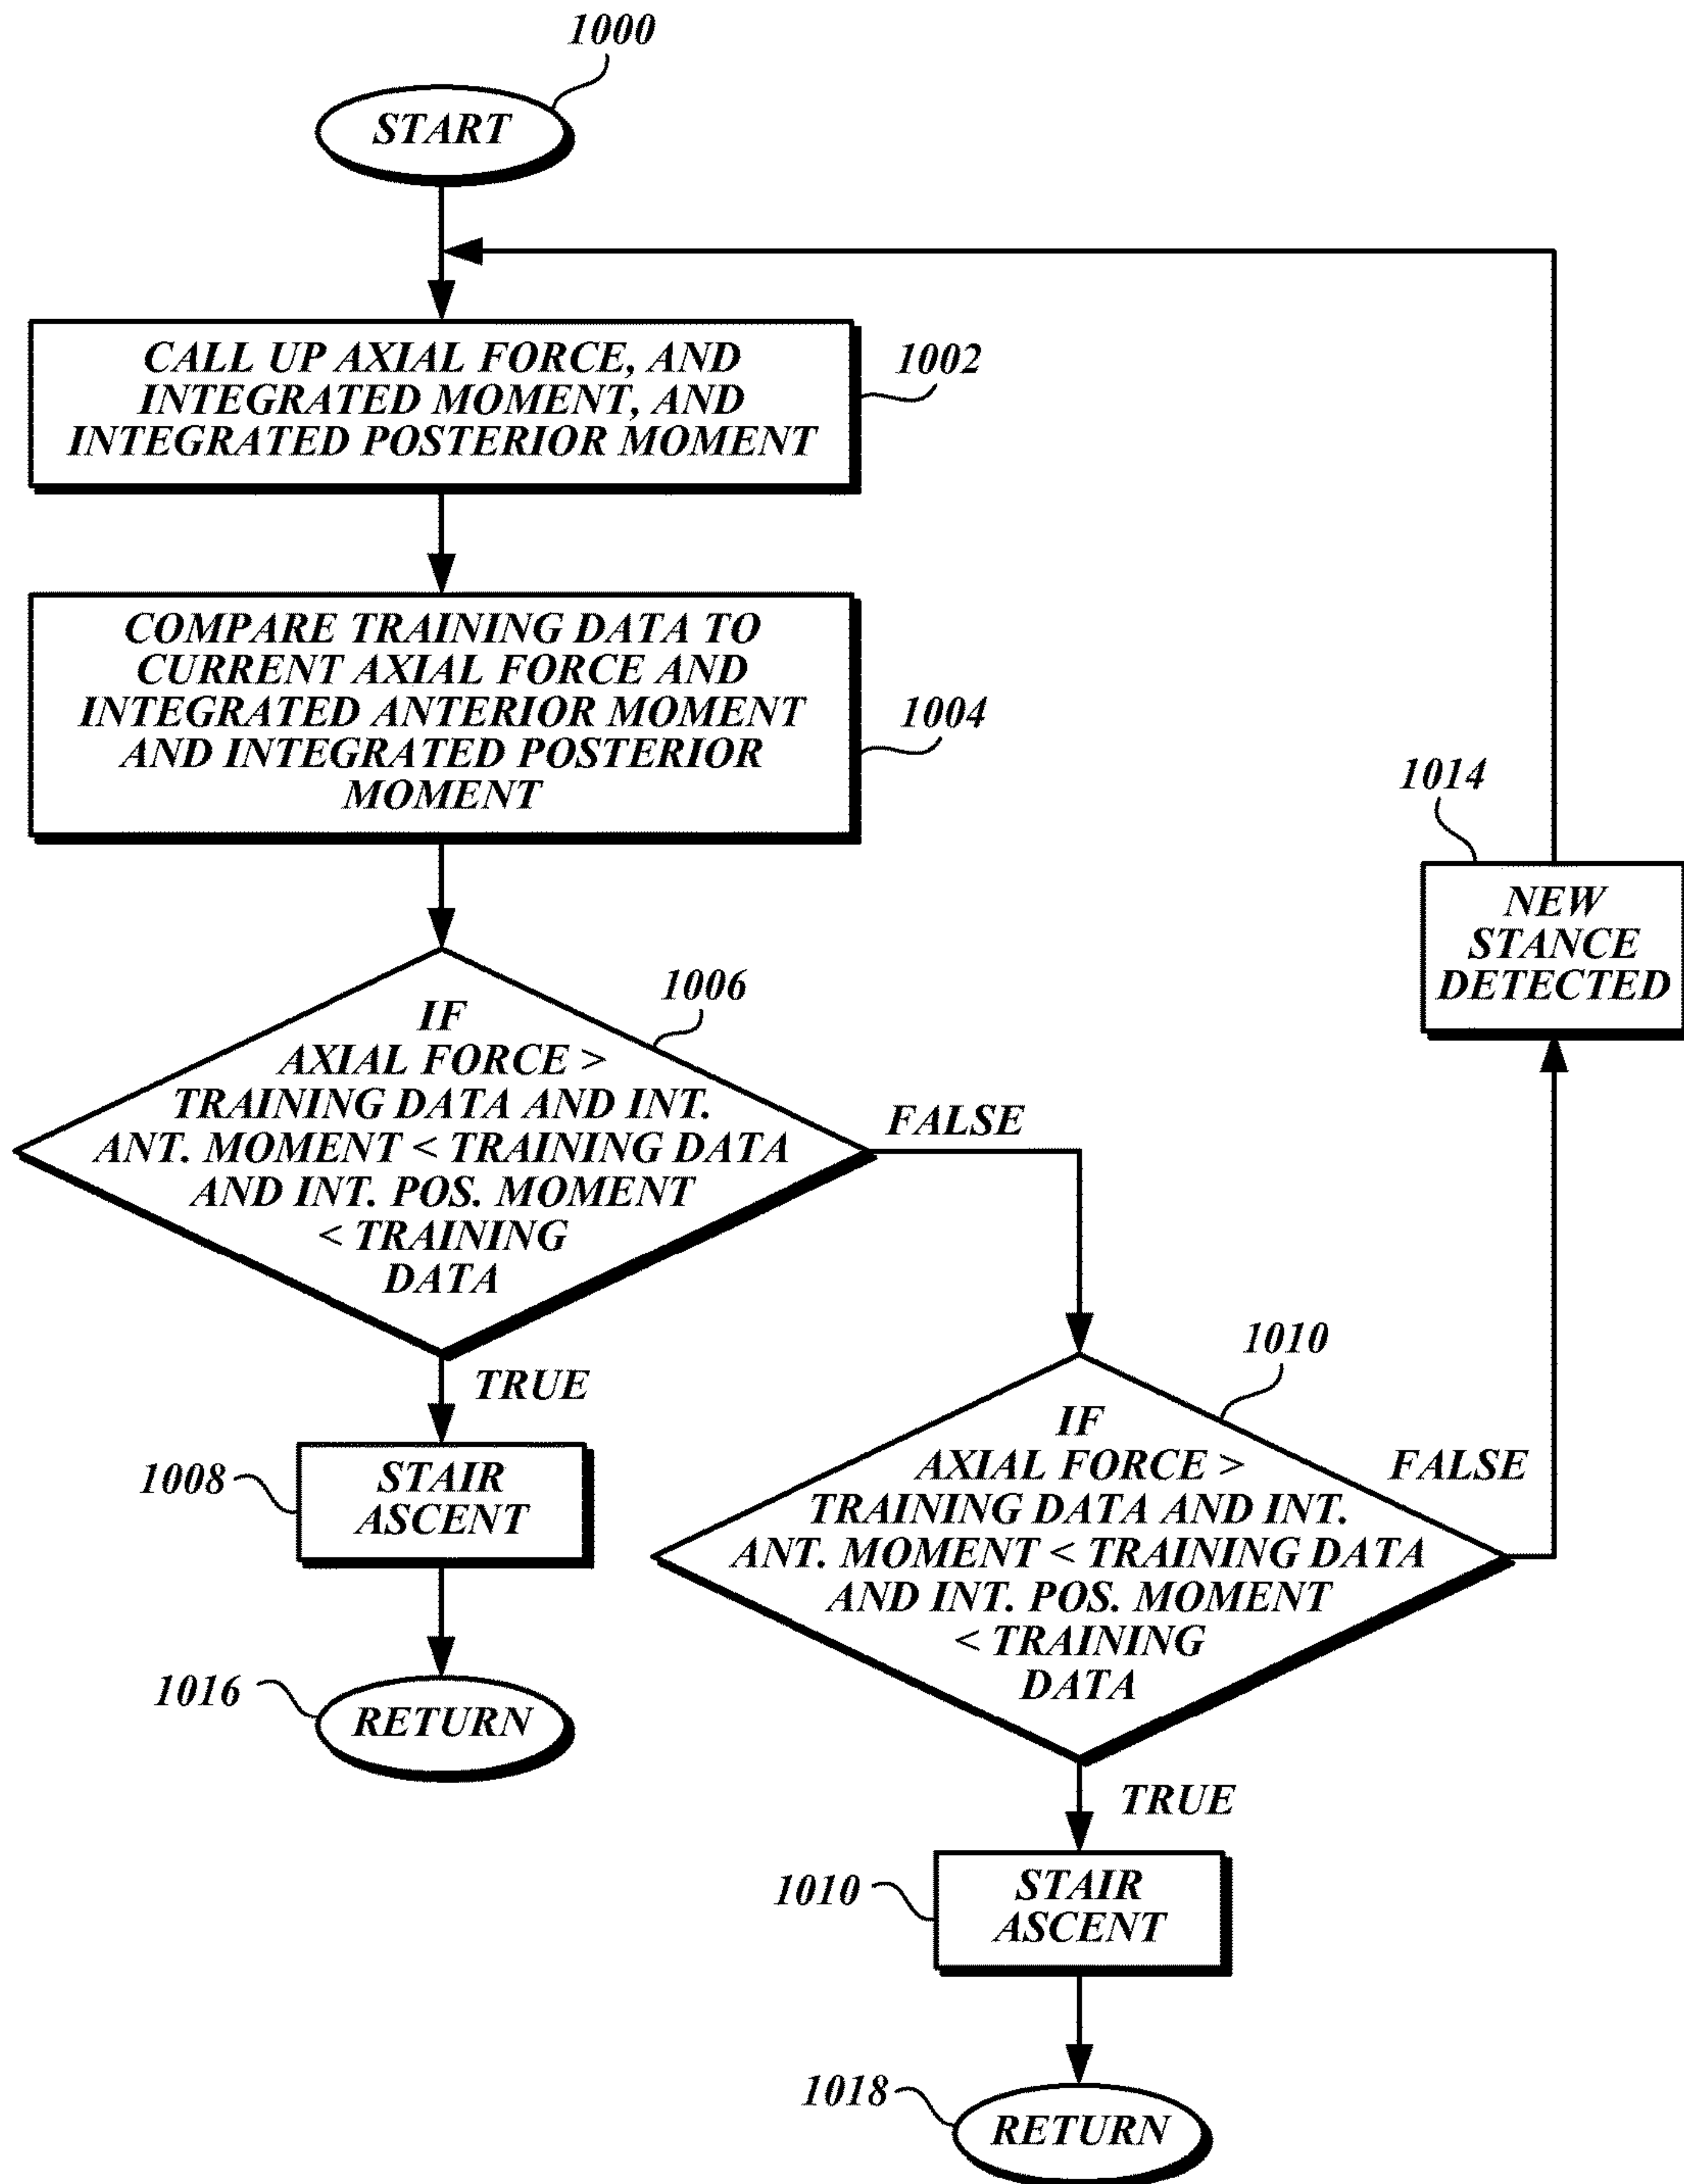 1000
START
CALL UP AXIAL FORCE, AND
INTEGRATED MOMENT, AND
INTEGRATED POSTERIOR MOMENT
1002
COMPARE TRAINING DATA TO
CURRENT AXIAL FORCE AND
INTEGRATED ANTERIOR MOMENT
AND INTEGRATED POSTERIOR
MOMENT
1004
1014
NEW
STANCE
DETECTED
1006
IF
AXIAL FORCE >
TRAINING DATA AND INT.
ANT. MOMENT < TRAINING DATA
AND INT. POS. MOMENT
< TRAINING
DATA
FALSE
TRUE
1008
STAIR
ASCENT
1016
RETURN
1010
IF
AXIAL FORCE >
TRAINING DATA AND INT.
ANT. MOMENT < TRAINING DATA
AND INT. POS. MOMENT
< TRAINING
DATA
FALSE
TRUE
1010
STAIR
ASCENT
1018
RETURN